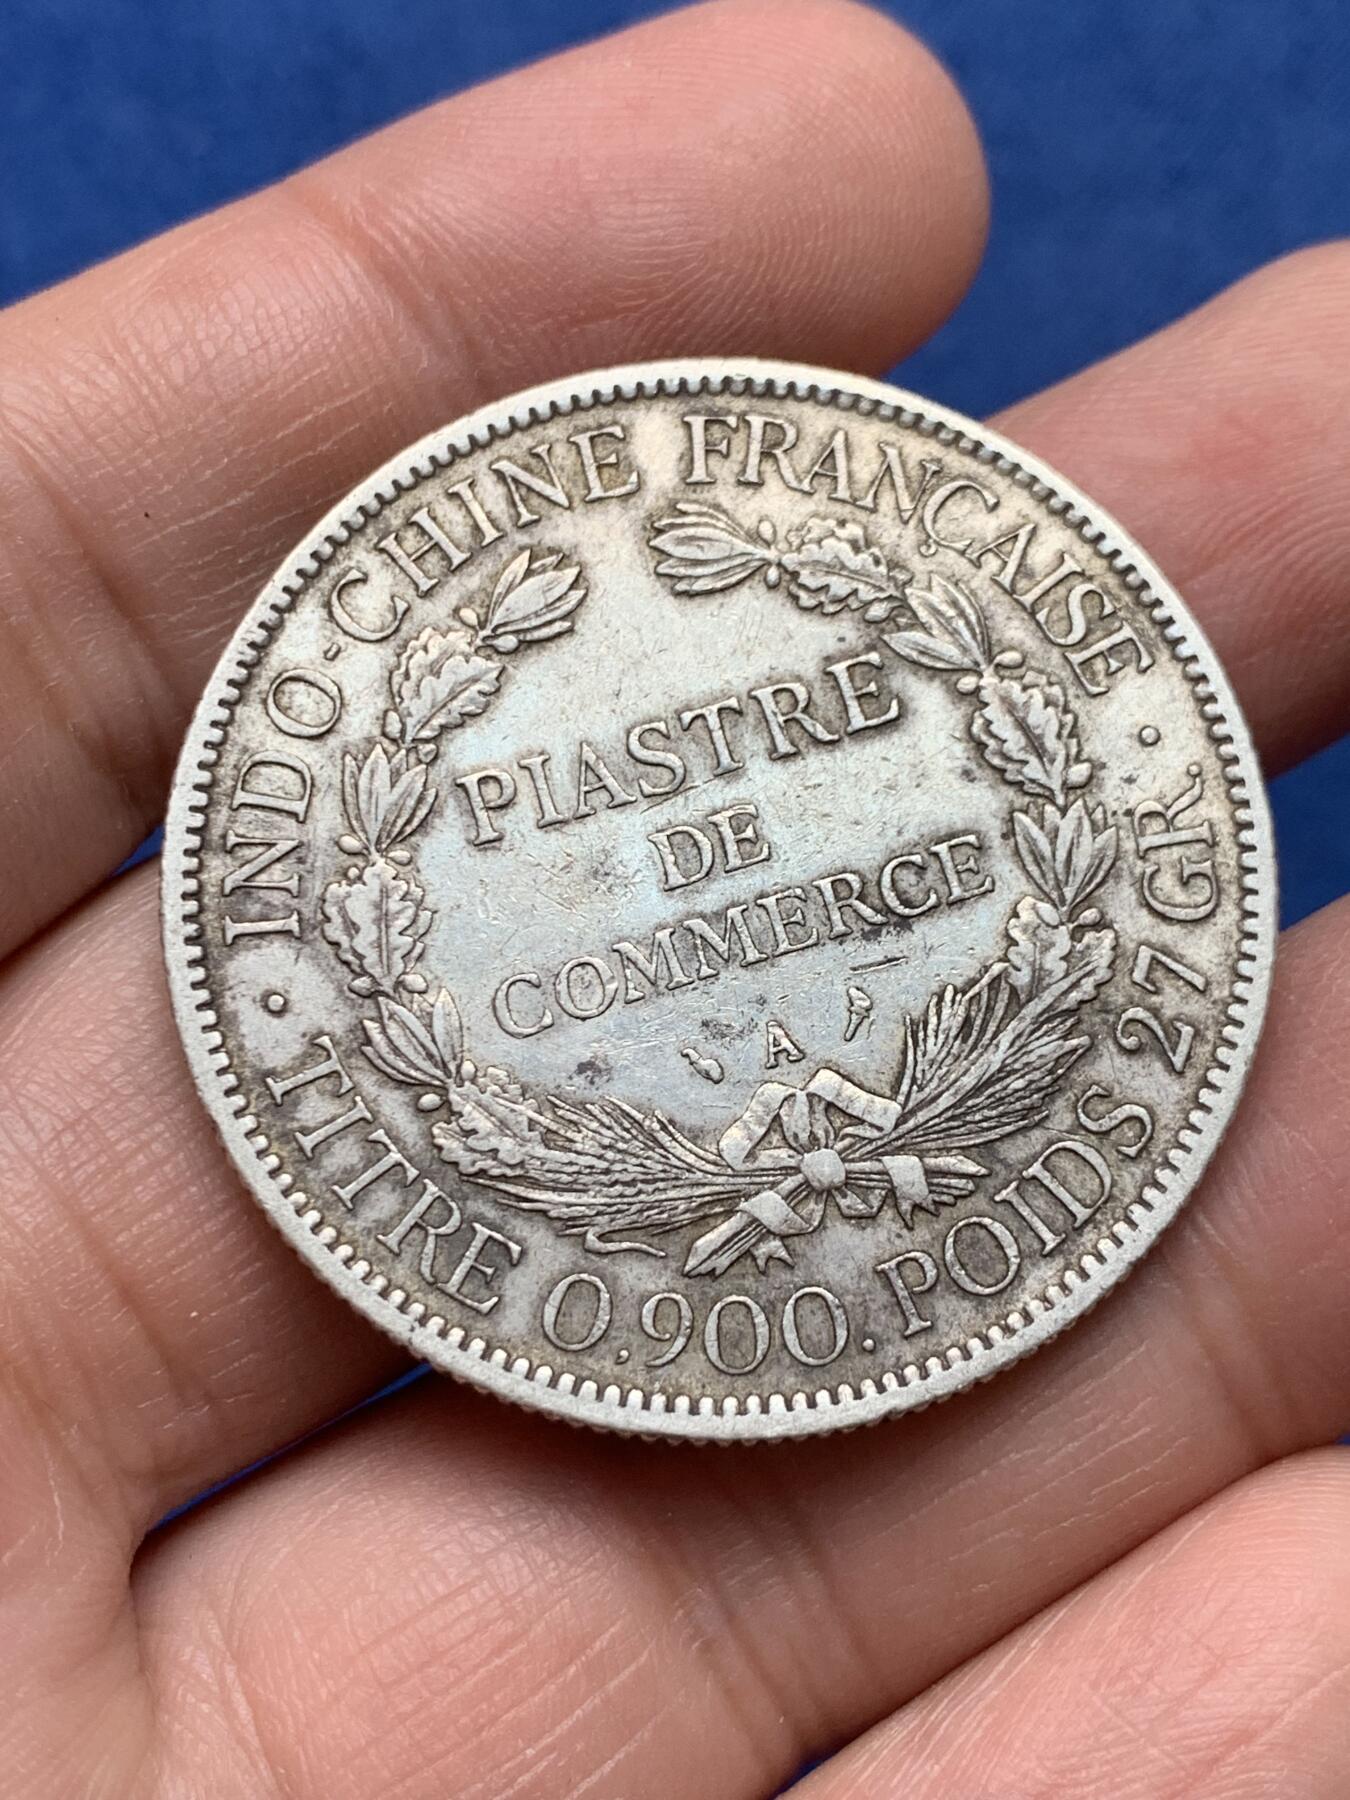 INDO-CHINE FRANÇAISE
PIASTRE
DE
COMMERCE
A
TITRE 0,900. POIDS 27 GR.